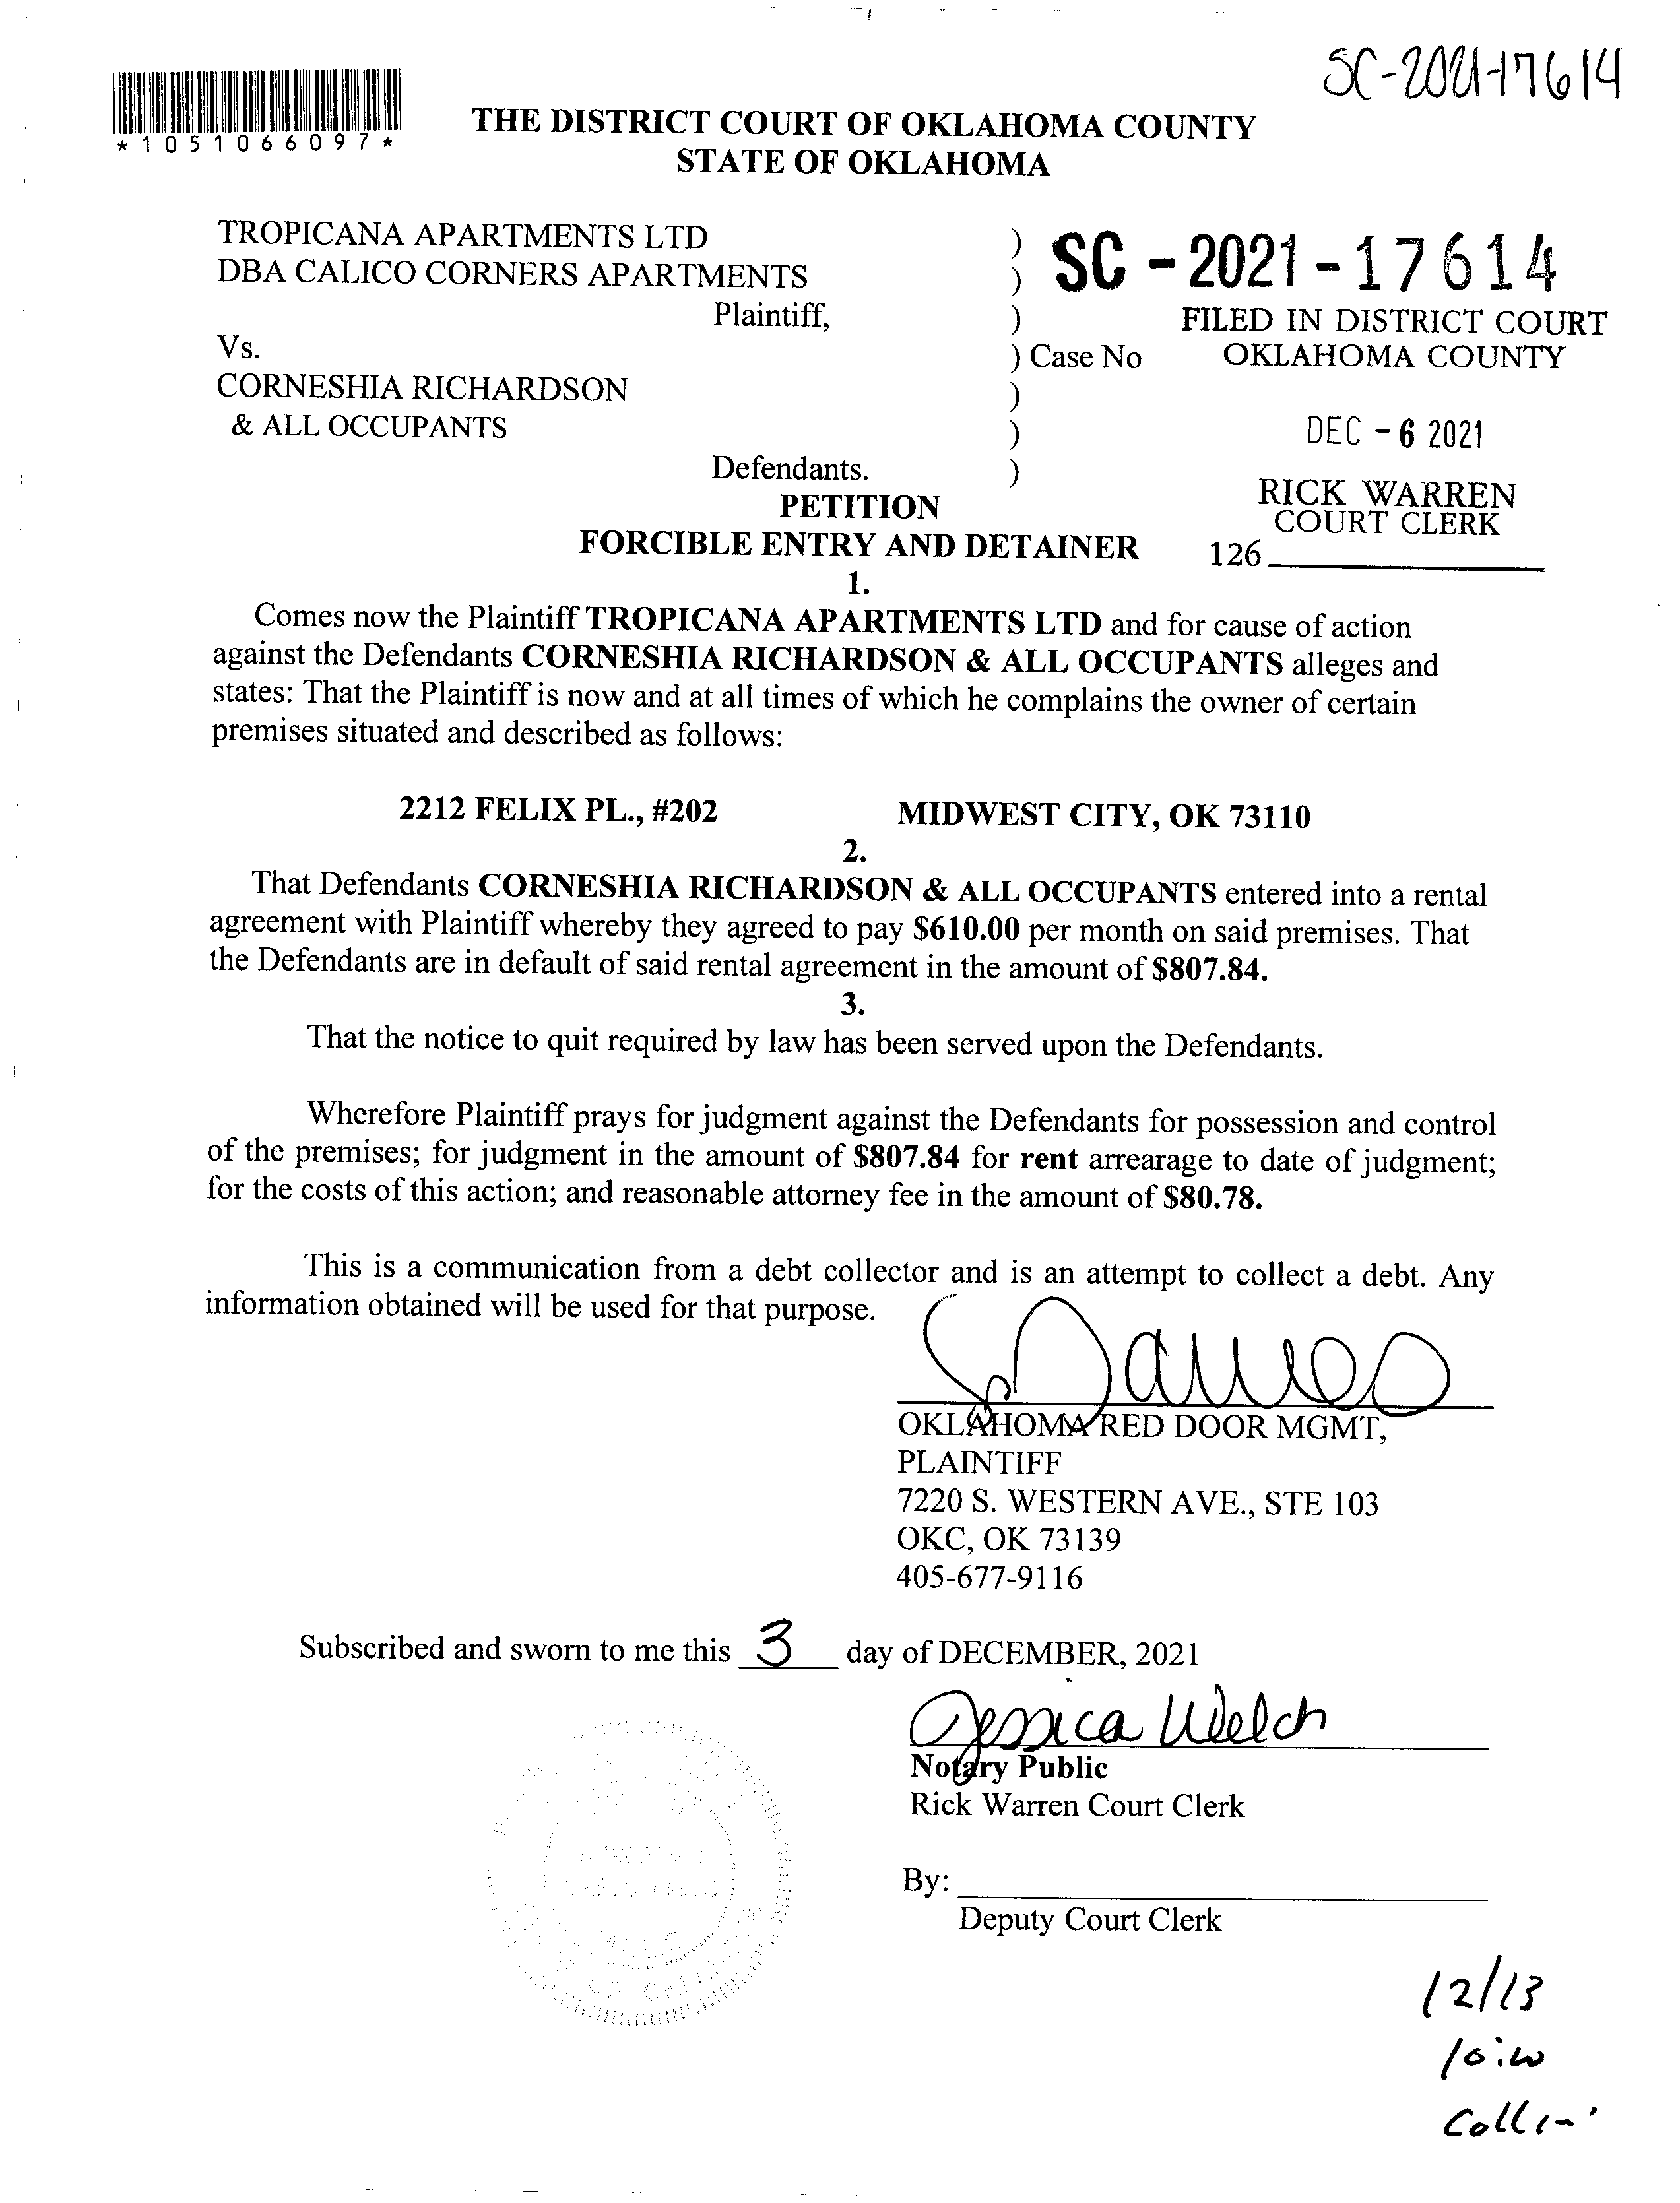 SC-2021-17614
*1051066097*
THE DISTRICT COURT OF OKLAHOMA COUNTY
STATE OF OKLAHOMA
TROPICANA APARTMENTS LTD )
DBA CALICO CORNERS APARTMENTS )
Plaintiff, )
Vs. ) Case No
CORNESHIA RICHARDSON )
& ALL OCCUPANTS )
Defendants. )
SC - 2021 - 17614
FILED IN DISTRICT COURT
OKLAHOMA COUNTY
DEC - 6 2021
RICK WARREN
COURT CLERK
126
PETITION
FORCIBLE ENTRY AND DETAINER
1.
Comes now the Plaintiff TROPICANA APARTMENTS LTD and for cause of action
against the Defendants CORNESHIA RICHARDSON & ALL OCCUPANTS alleges and
states: That the Plaintiff is now and at all times of which he complains the owner of certain
premises situated and described as follows:
2212 FELIX PL., #202 MIDWEST CITY, OK 73110
2.
That Defendants CORNESHIA RICHARDSON & ALL OCCUPANTS entered into a rental
agreement with Plaintiff whereby they agreed to pay $610.00 per month on said premises. That
the Defendants are in default of said rental agreement in the amount of $807.84.
3.
That the notice to quit required by law has been served upon the Defendants.
Wherefore Plaintiff prays for judgment against the Defendants for possession and control
of the premises; for judgment in the amount of $807.84 for rent arrearage to date of judgment;
for the costs of this action; and reasonable attorney fee in the amount of $80.78.
This is a communication from a debt collector and is an attempt to collect a debt. Any
information obtained will be used for that purpose.
OKLAHOMA RED DOOR MGMT,
PLAINTIFF
7220 S. WESTERN AVE., STE 103
OKC, OK 73139
405-677-9116
Subscribed and sworn to me this 3 day of DECEMBER, 2021
Jessica Welch
Notary Public
Rick Warren Court Clerk
By:
Deputy Court Clerk
12/13